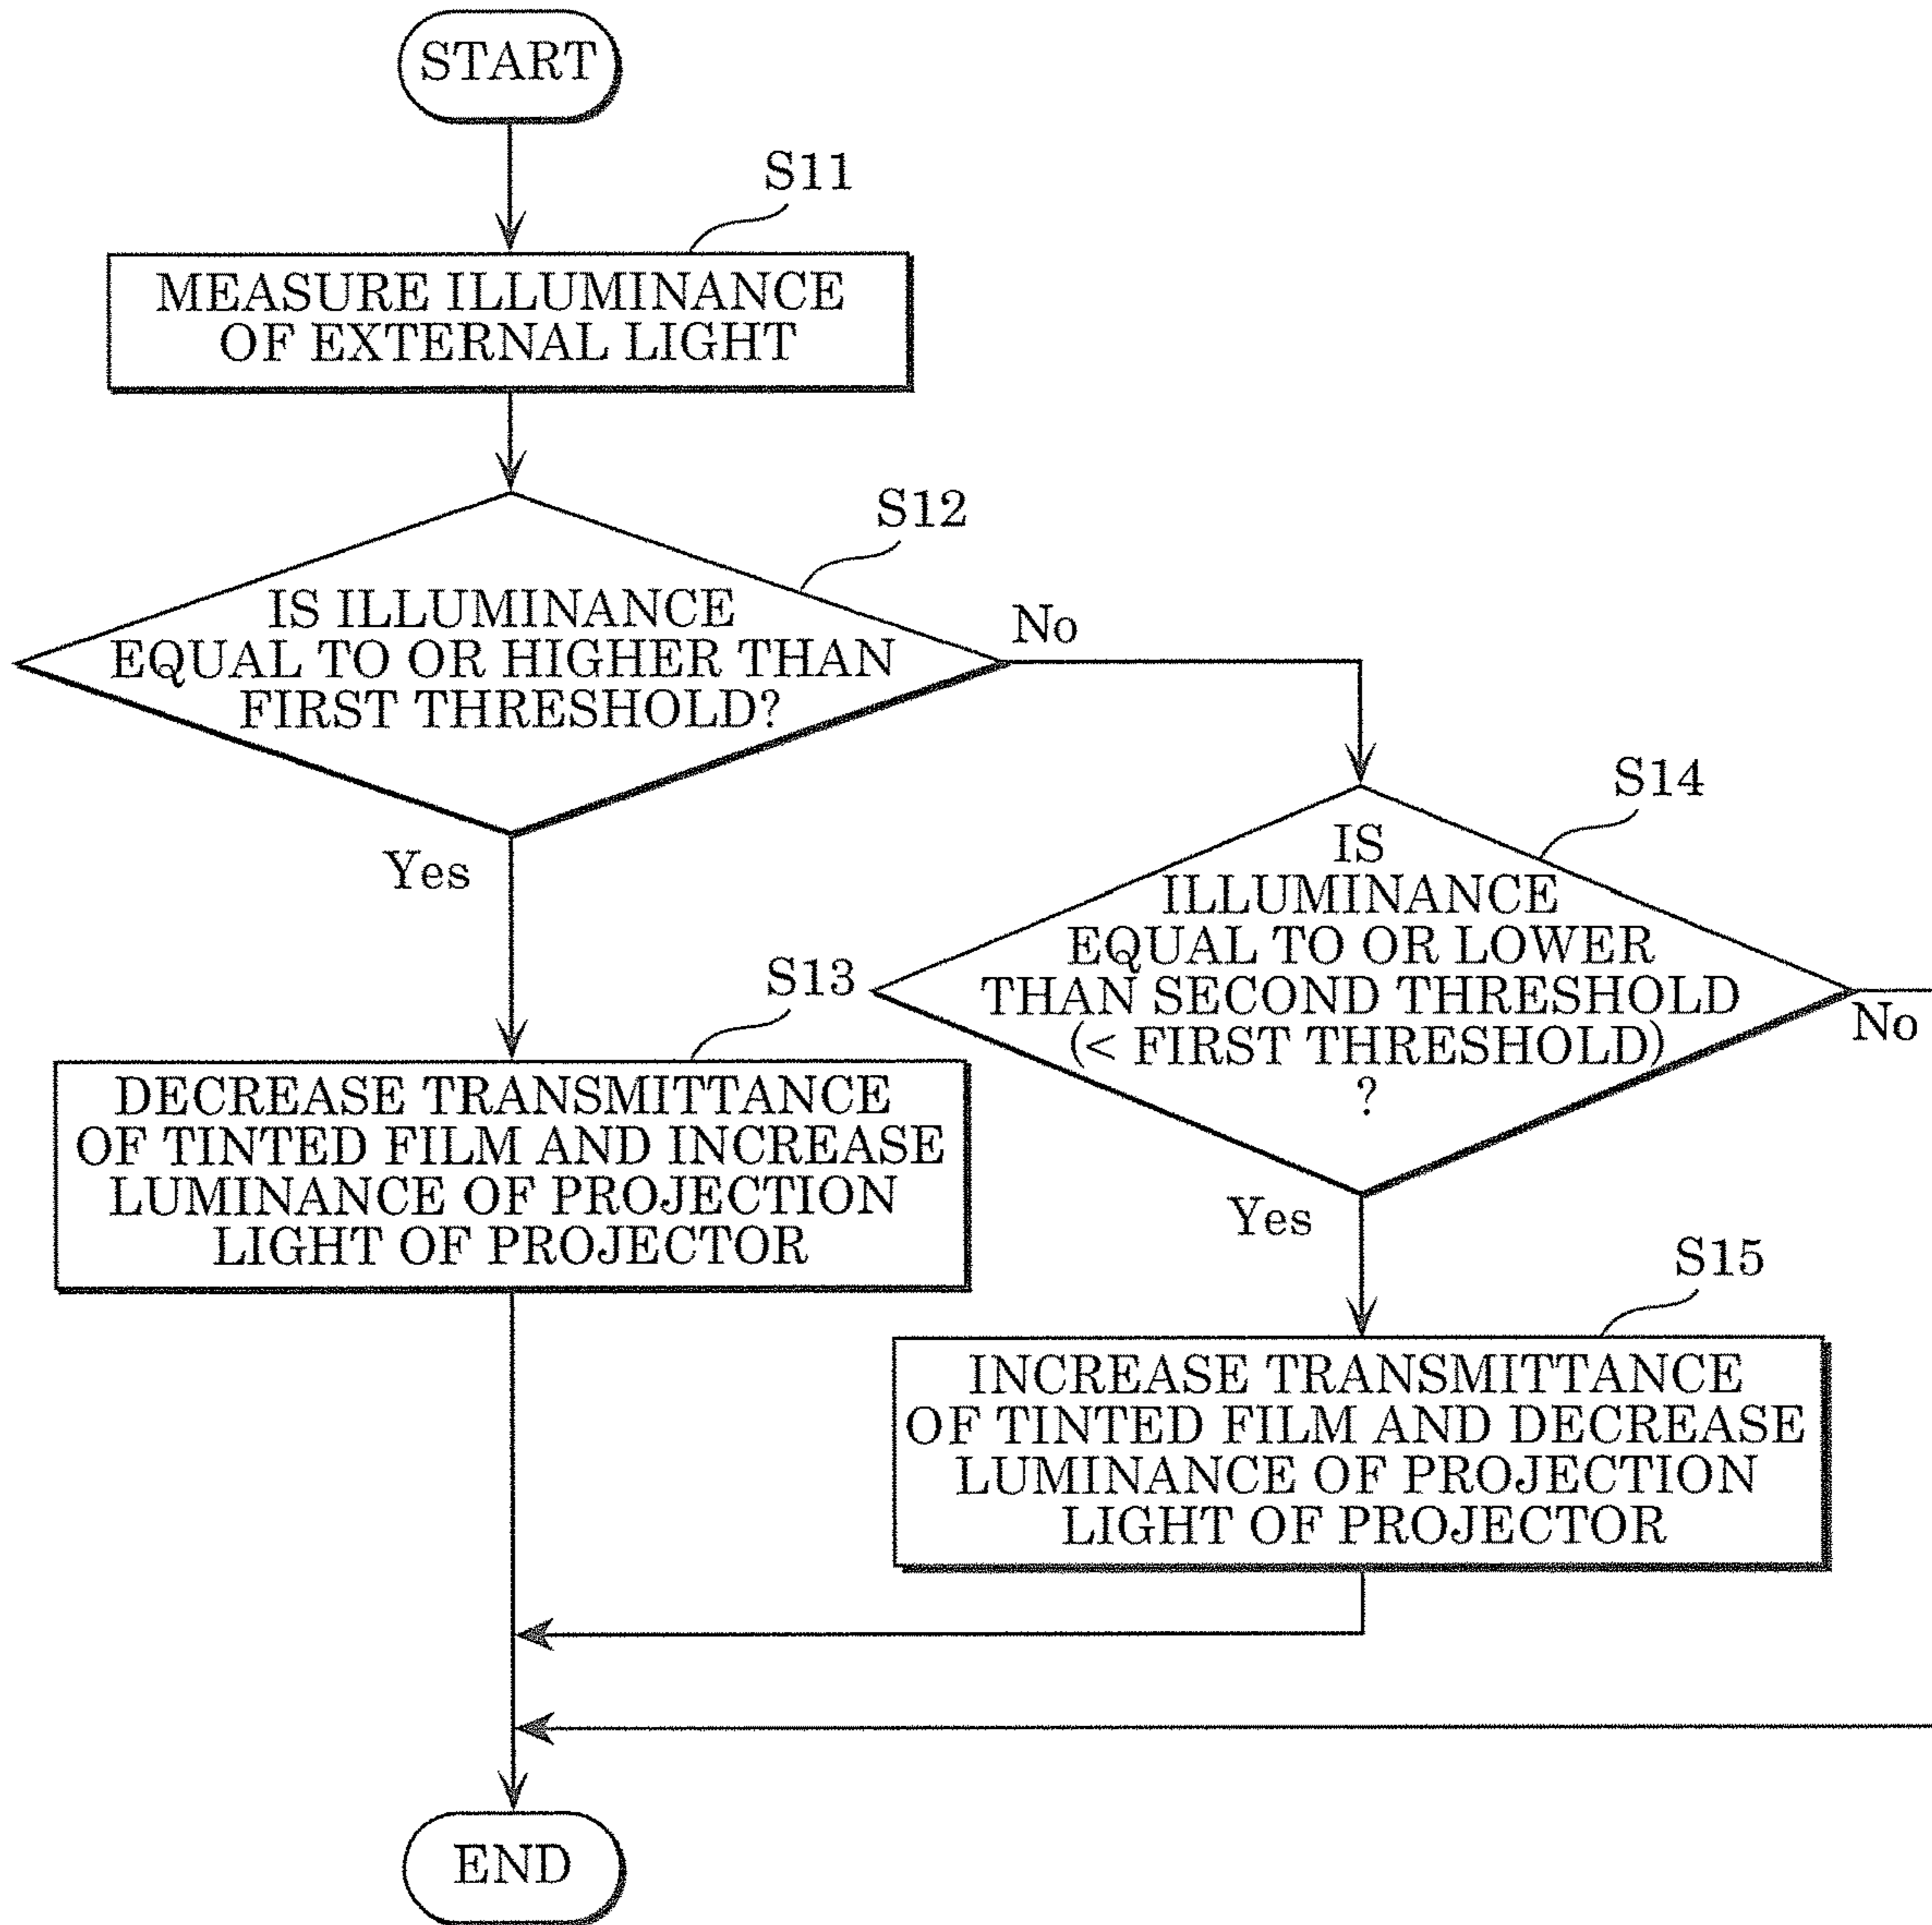 START
S11
MEASURE ILLUMINANCE
OF EXTERNAL LIGHT
S12
IS ILLUMINANCE
EQUAL TO OR HIGHER THAN
FIRST THRESHOLD?
No
Yes
S14
IS
ILLUMINANCE
EQUAL TO OR LOWER
THAN SECOND THRESHOLD
(< FIRST THRESHOLD)
?
No
Yes
S13
DECREASE TRANSMITTANCE
OF TINTED FILM AND INCREASE
LUMINANCE OF PROJECTION
LIGHT OF PROJECTOR
S15
INCREASE TRANSMITTANCE
OF TINTED FILM AND DECREASE
LUMINANCE OF PROJECTION
LIGHT OF PROJECTOR
END